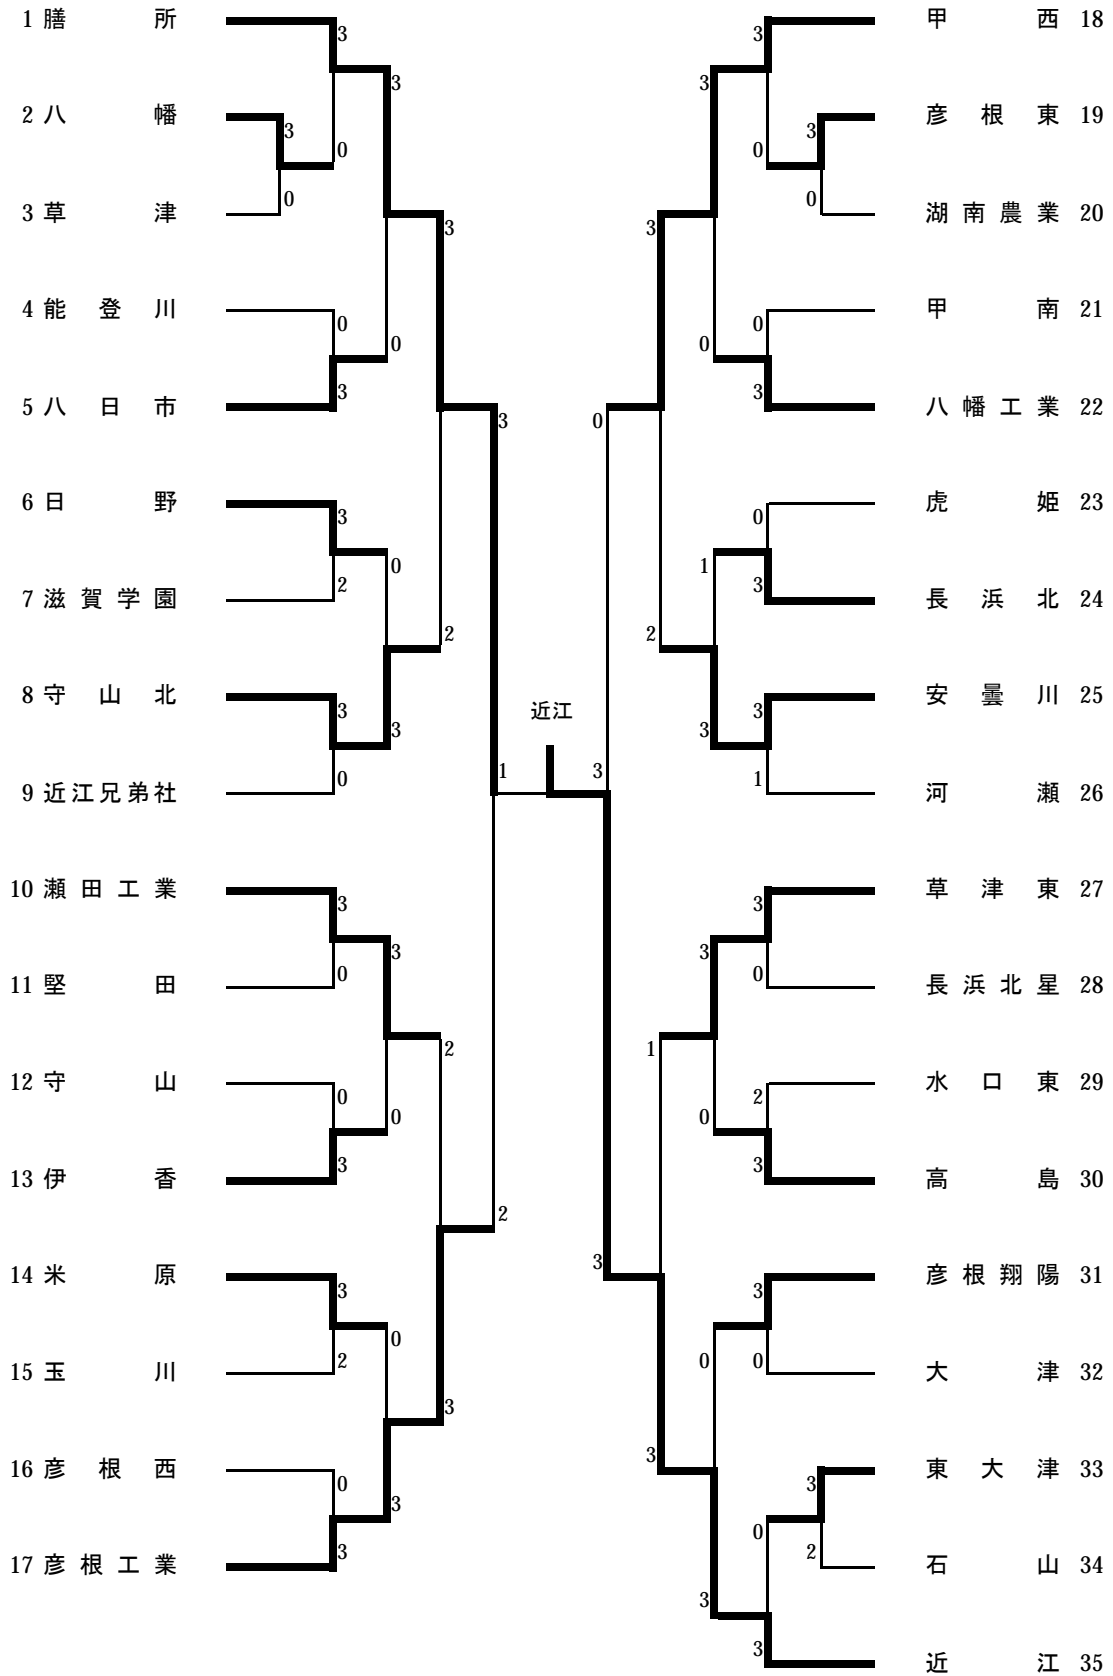 1 膳所
3
2 八幡
3
0
3 草津
0
3
4 能登川
0
5 八日市
3
0
3
6 日野
3
7 滋賀学園
2
0
8 守山北
3
9 近江兄弟社
0
3
2
3
10 瀬田工業
3
11 堅田
0
3
12 守山
0
13 伊香
3
0
2
14 米原
3
15 玉川
2
0
16 彦根西
0
17 彦根工業
3
3
3
2
1
近江
3
甲西 18
3
彦根東 19
3
0
湖南農業 20
0
3
甲南 21
0
八幡工業 22
3
0
3
虎姫 23
0
長浜北 24
3
1
安曇川 25
3
河瀬 26
1
3
2
0
草津東 27
3
長浜北星 28
0
3
水口東 29
2
高島 30
3
0
1
彦根翔陽 31
3
大津 32
0
0
東大津 33
3
石山 34
2
0
近江 35
3
3
3
3